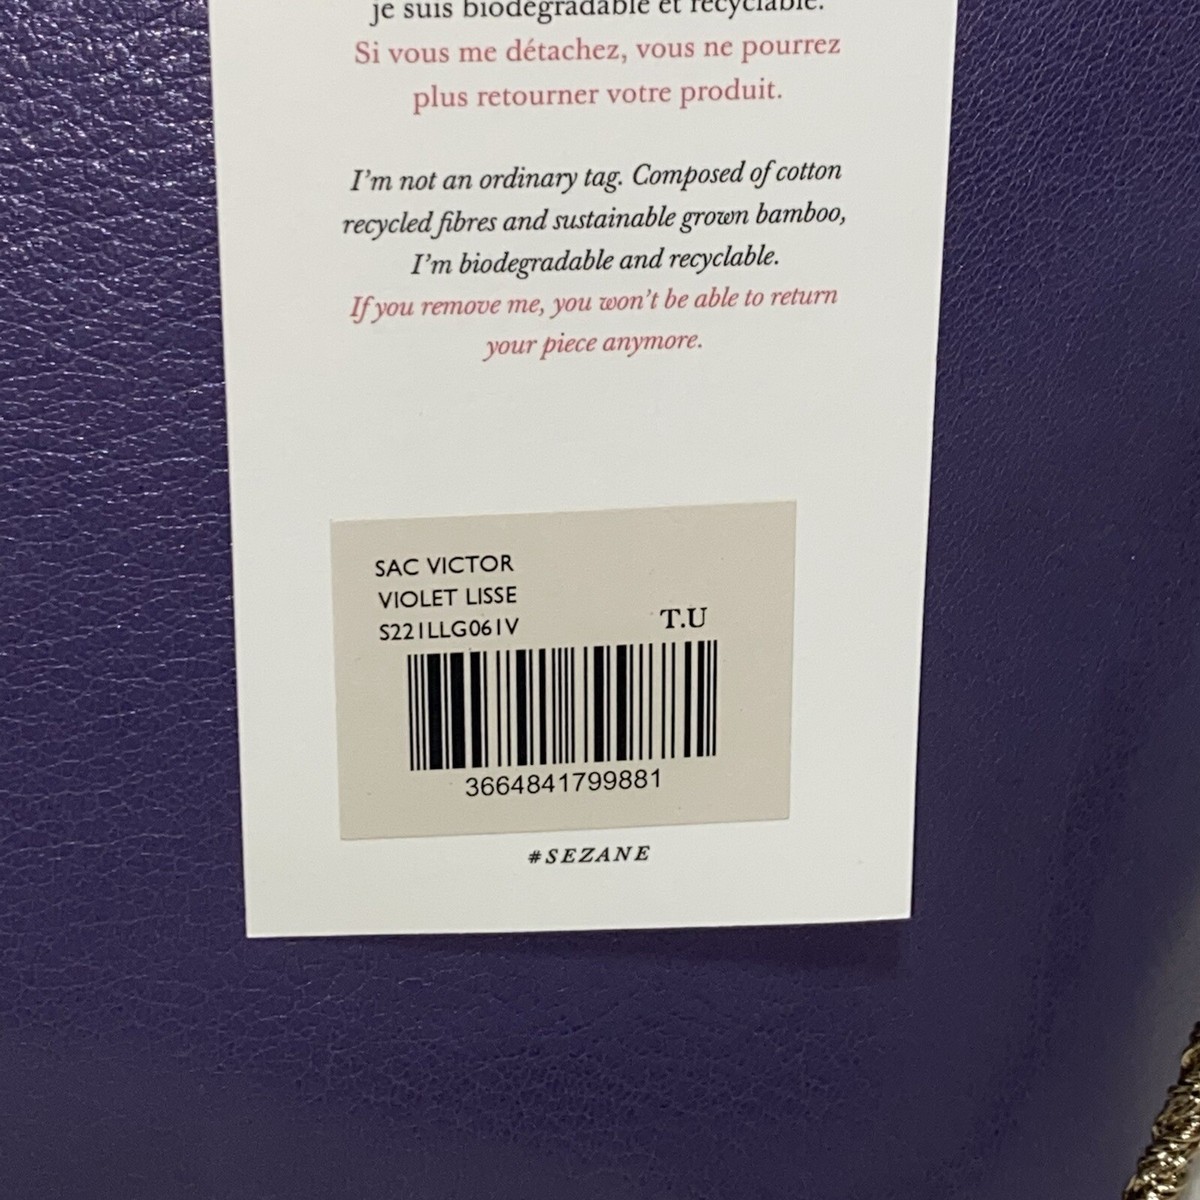 je suis biodégradable et recyclable.
Si vous me détachez, vous ne pourrez
plus retourner votre produit.
I'm not an ordinary tag. Composed of cotton
recycled fibres and sustainable grown bamboo,
I'm biodegradable and recyclable.
If you remove me, you won't be able to return
your piece anymore.
SAC VICTOR
VIOLET LISSE
S221LLG061V
T.U
3664841799881
#SEZANE